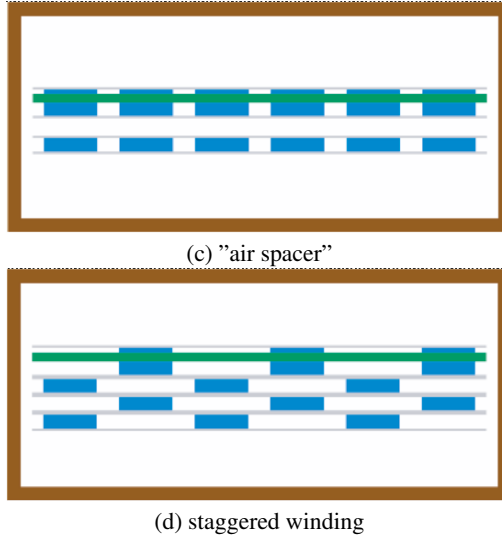 (c) ”air spacer”
(d) staggered winding